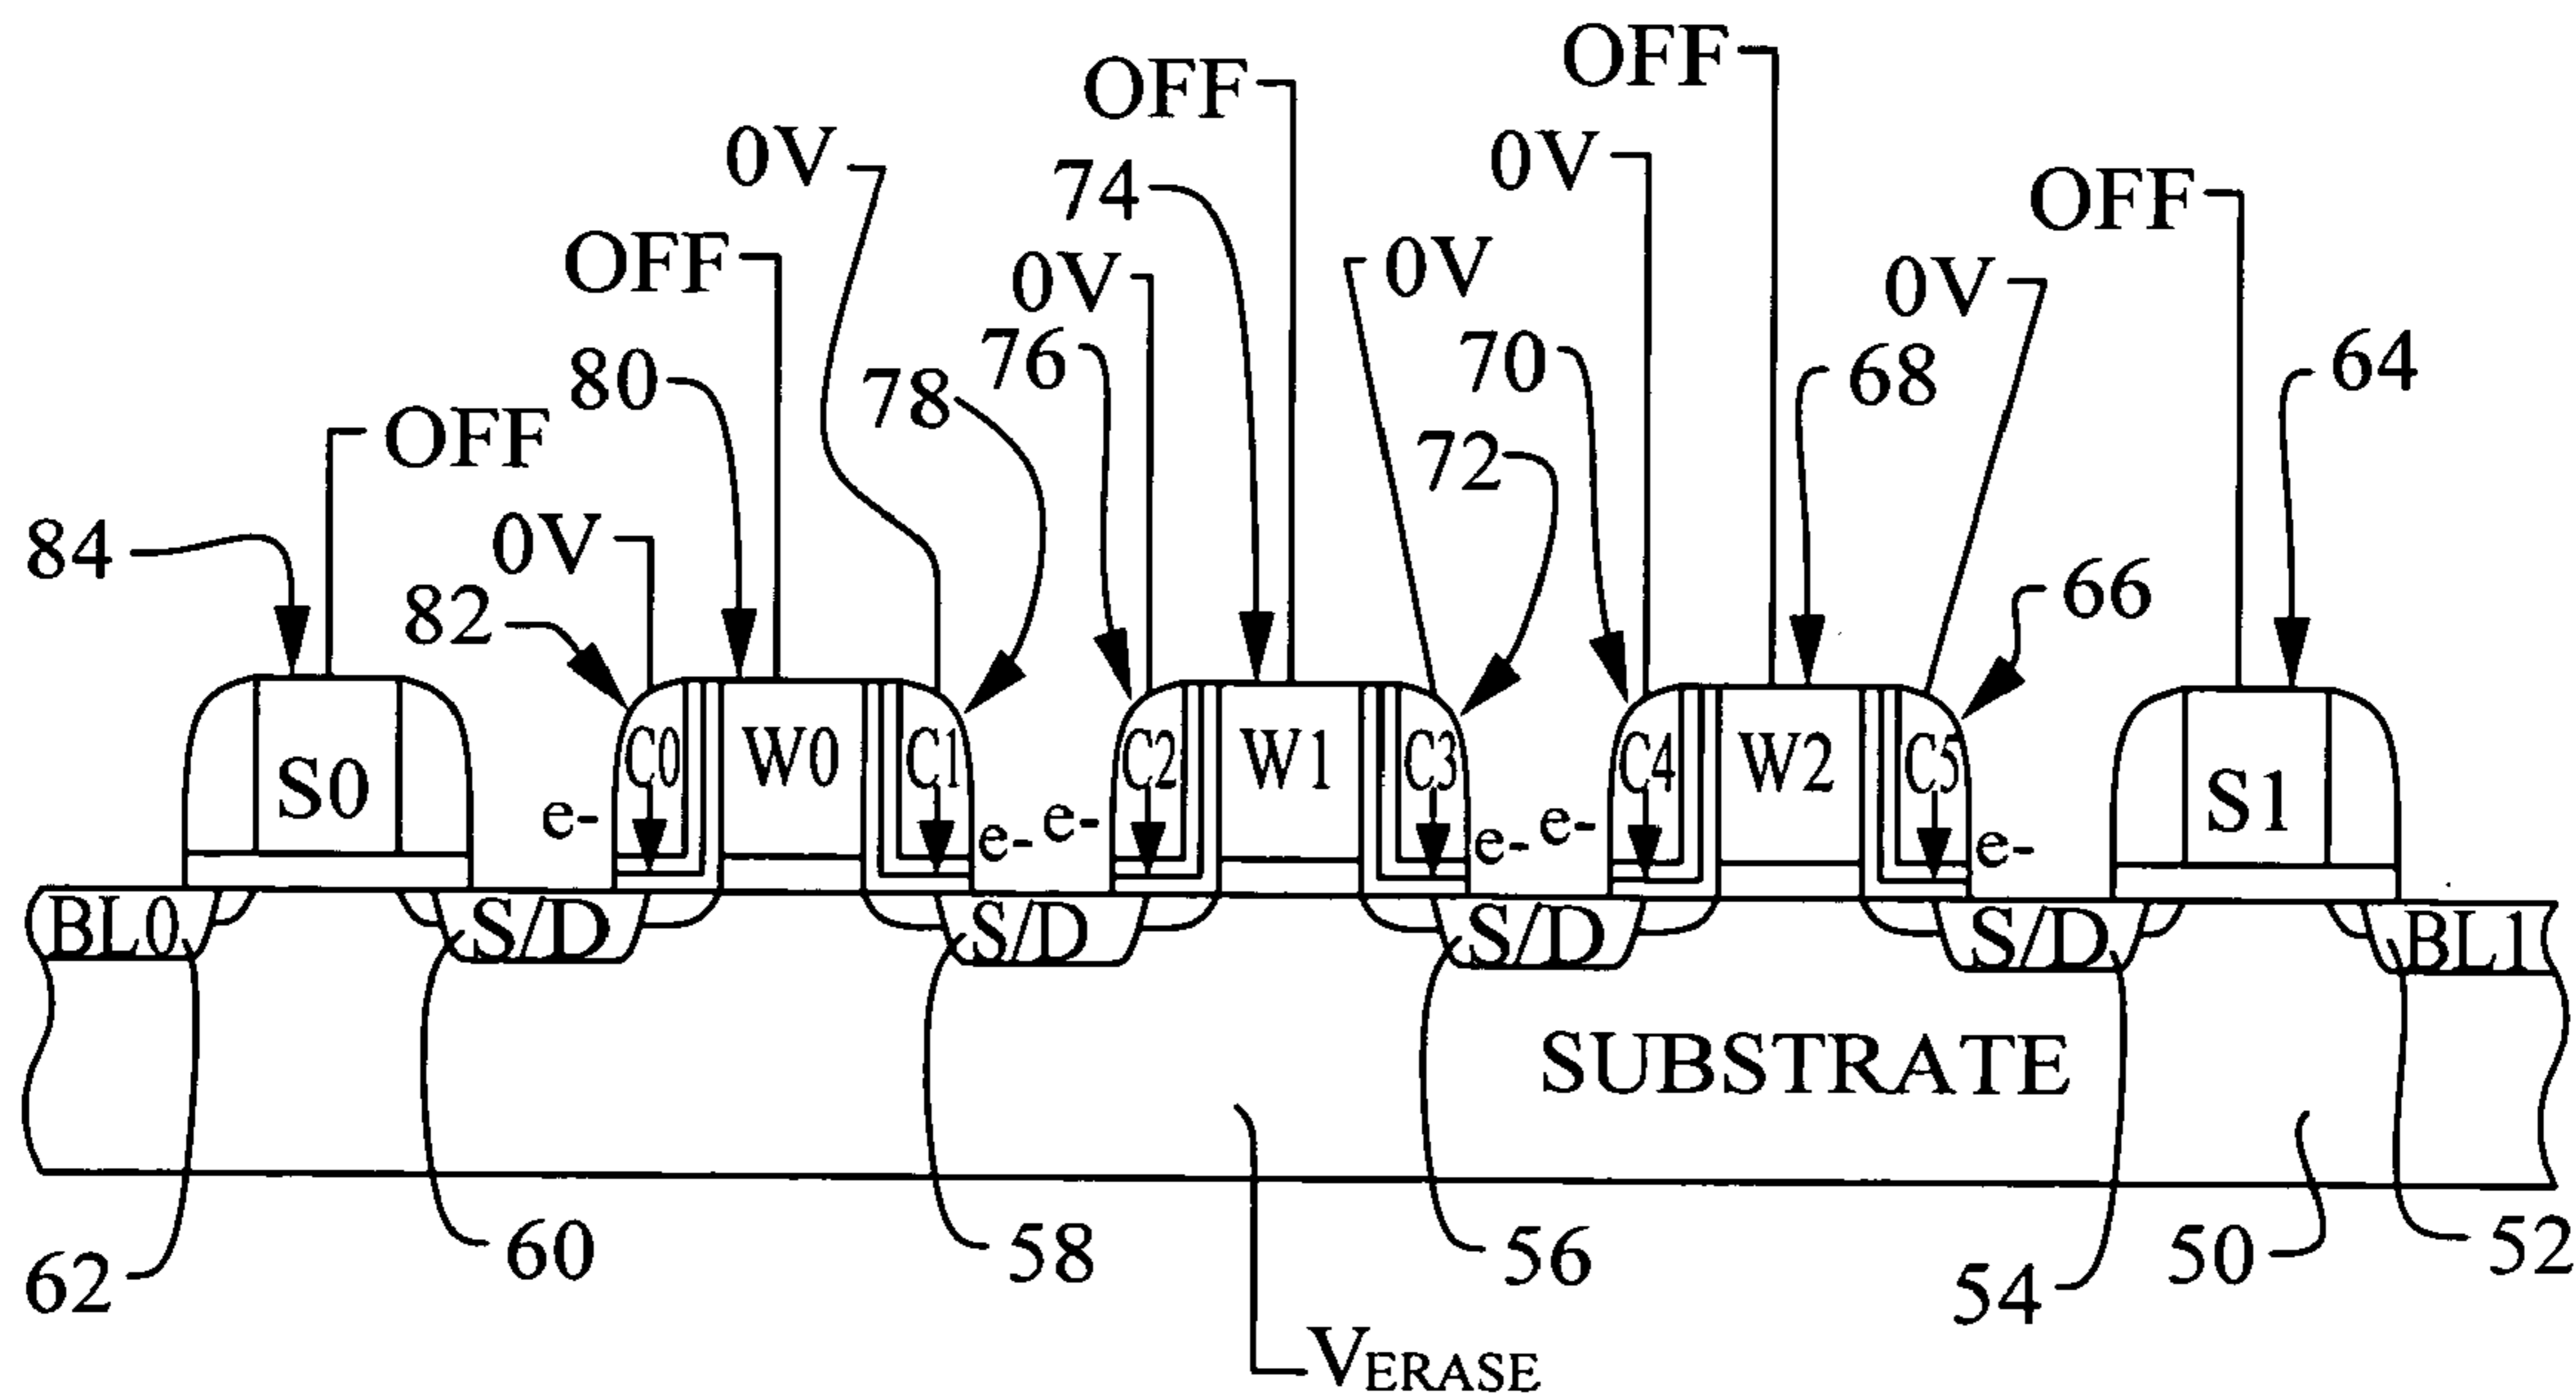 OFF
OFF
0V
0V
74
OFF
OFF
0V
0V
0V
80
76
70
68
64
78
OFF
72
84
0V
82
66
S0
C0
W0
C1
C2
W1
C3
C4
W2
C5
S1
e-
e-
e-
e-
e-
e-
BL0
S/D
S/D
S/D
S/D
BL1
SUBSTRATE
62
60
58
56
54
50
52
VERASE